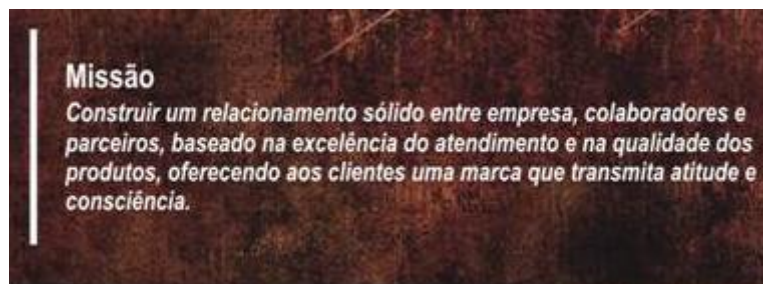 Missão
Construir um relacionamento sólido entre empresa, colaboradores e
parceiros, baseado na excelência do atendimento e na qualidade dos
produtos, oferecendo aos clientes uma marca que transmita atitude e
consciência.